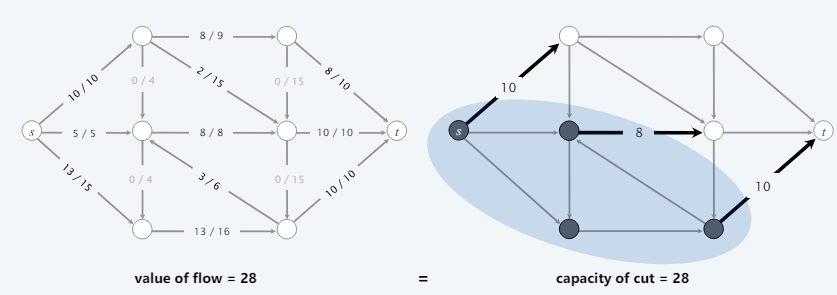 8 / 9
10 / 10
0 / 4
2 / 15
0 / 15
8 / 10
s
5 / 5
8 / 8
10 / 10
t
13 / 15
0 / 4
3 / 6
0 / 15
10 / 10
13 / 16
value of flow = 28
=
10
s
8
t
10
capacity of cut = 28